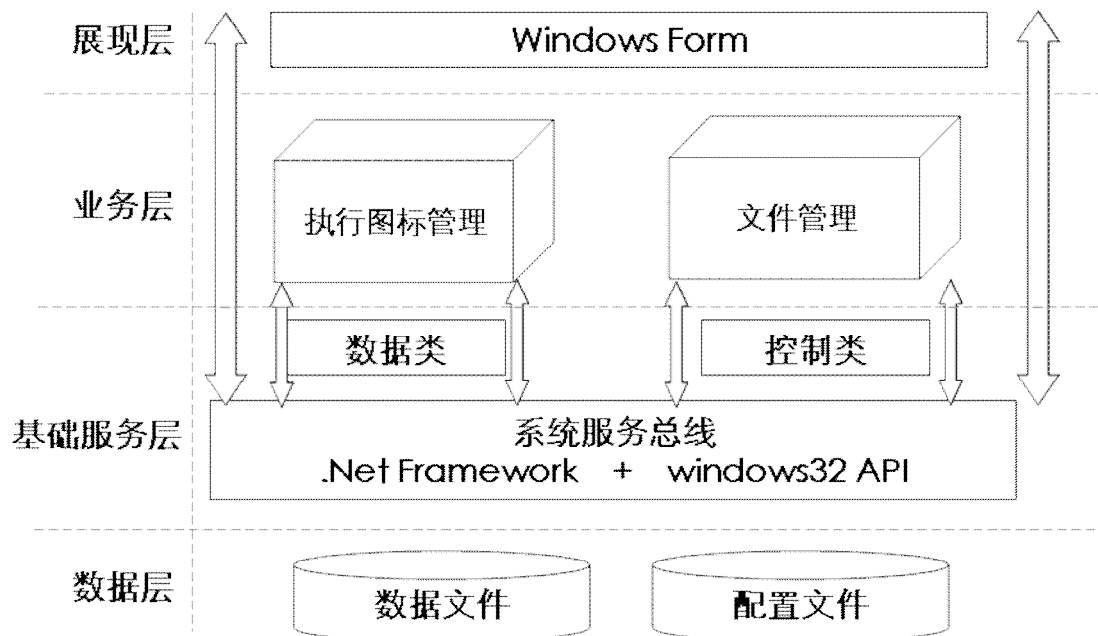 展现层
Windows Form
业务层
执行图标管理
文件管理
数据类
控制类
基础服务层
系统服务总线
.Net Framework + windows32 API
数据层
数据文件
配置文件